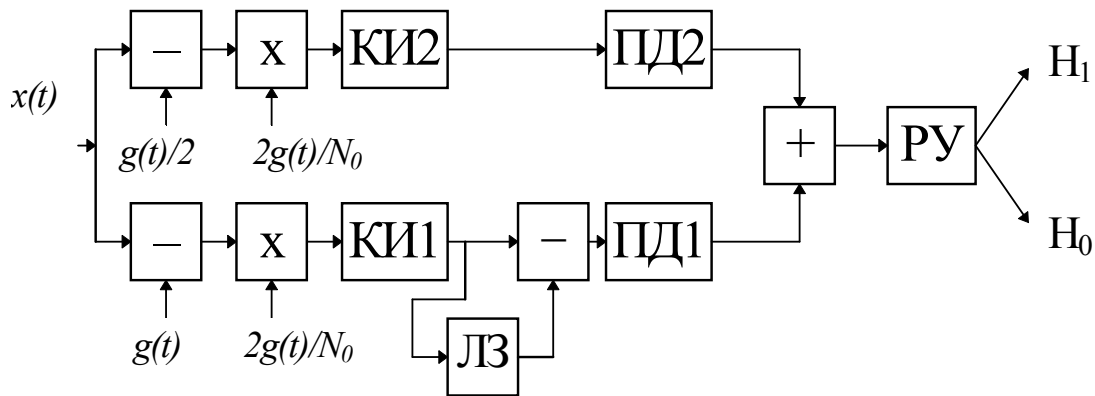 x(t)
–
x
КИ2
ПД2
g(t)/2
2g(t)/N₀
+
РУ
H₁
H₀
–
x
КИ1
–
ПД1
g(t)
2g(t)/N₀
ЛЗ